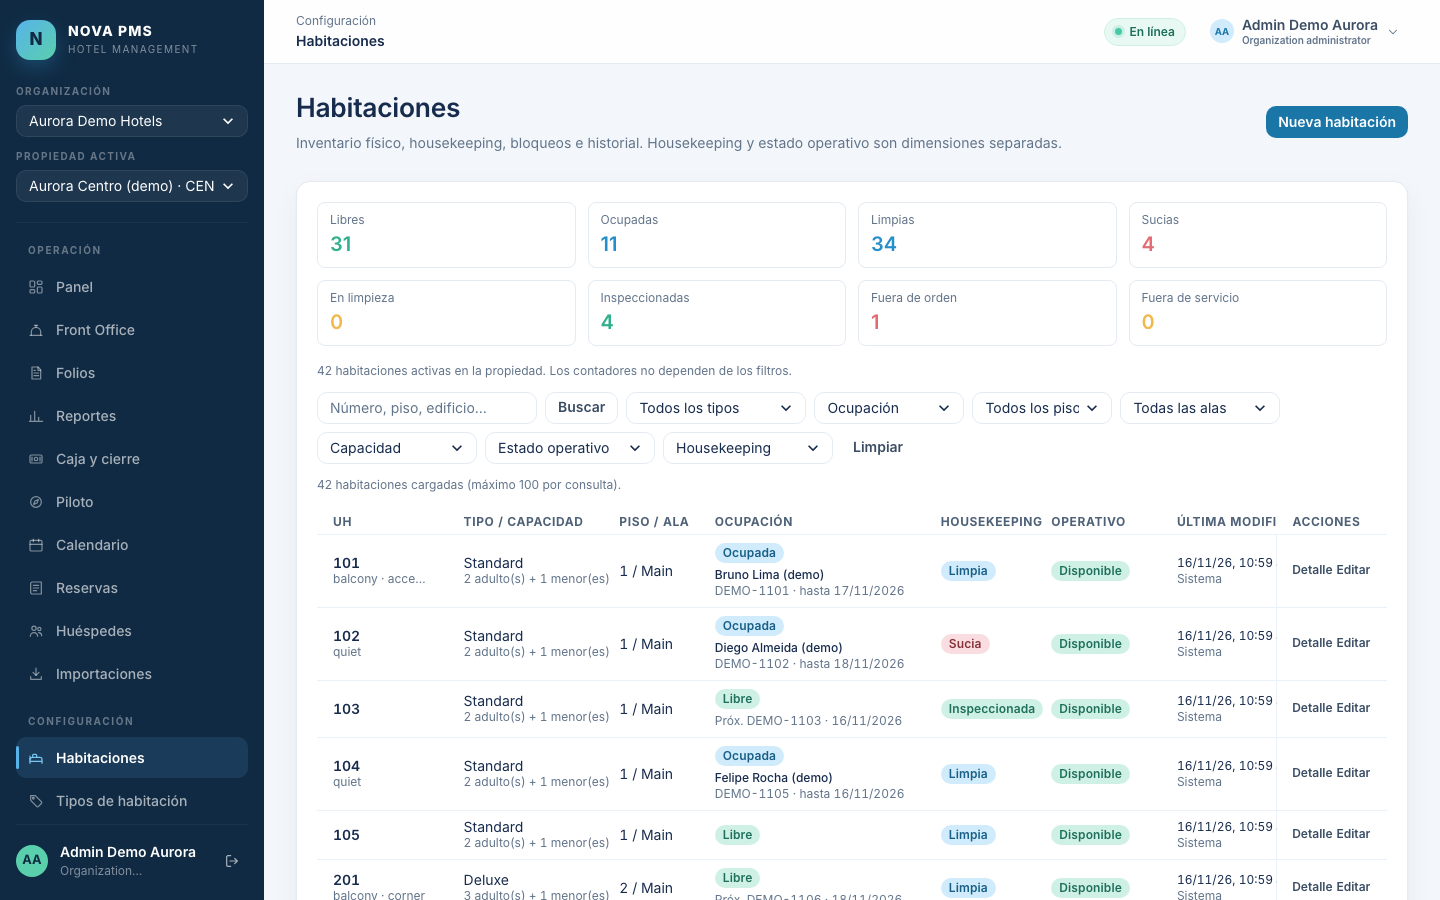 N
NOVA PMS
HOTEL MANAGEMENT
ORGANIZACIÓN
Aurora Demo Hotels
PROPIEDAD ACTIVA
Aurora Centro (demo) · CEN
OPERACIÓN
Panel
Front Office
Folios
Reportes
Caja y cierre
Piloto
Calendario
Reservas
Huéspedes
Importaciones
CONFIGURACIÓN
Habitaciones
Tipos de habitación
AA
Admin Demo Aurora
Organization...
Configuración
Habitaciones
En línea
AA
Admin Demo Aurora
Organization administrator
Habitaciones
Inventario físico, housekeeping, bloqueos e historial. Housekeeping y estado operativo son dimensiones separadas.
Nueva habitación
Libres
31
Ocupadas
11
Limpias
34
Sucias
4
En limpieza
0
Inspeccionadas
4
Fuera de orden
1
Fuera de servicio
0
42 habitaciones activas en la propiedad. Los contadores no dependen de los filtros.
Número, piso, edificio... Buscar Todos los tipos Ocupación Todos los pisc Todas las alas
Capacidad Estado operativo Housekeeping Limpiar
42 habitaciones cargadas (máximo 100 por consulta).
UH TIPO / CAPACIDAD PISO / ALA OCUPACIÓN HOUSEKEEPING OPERATIVO ÚLTIMA MODIFI ACCIONES
101
balcony · acce...
Standard
2 adulto(s) + 1 menor(es)
1 / Main
Ocupada
Bruno Lima (demo)
DEMO-1101 · hasta 17/11/2026
Limpia
Disponible
16/11/26, 10:59
Sistema
Detalle Editar
102
quiet
Standard
2 adulto(s) + 1 menor(es)
1 / Main
Ocupada
Diego Almeida (demo)
DEMO-1102 · hasta 18/11/2026
Sucia
Disponible
16/11/26, 10:59
Sistema
Detalle Editar
103
Standard
2 adulto(s) + 1 menor(es)
1 / Main
Libre
Próx. DEMO-1103 · 16/11/2026
Inspeccionada
Disponible
16/11/26, 10:59
Sistema
Detalle Editar
104
quiet
Standard
2 adulto(s) + 1 menor(es)
1 / Main
Ocupada
Felipe Rocha (demo)
DEMO-1105 · hasta 16/11/2026
Limpia
Disponible
16/11/26, 10:59
Sistema
Detalle Editar
105
Standard
2 adulto(s) + 1 menor(es)
1 / Main
Libre
Limpia
Disponible
16/11/26, 10:59
Sistema
Detalle Editar
201
balcony · corner
Deluxe
3 adulto(s) + 1 menor(es)
2 / Main
Libre
Próx. DEMO-1106 · 18/11/2026
Limpia
Disponible
16/11/26, 10:59
Sistema
Detalle Editar